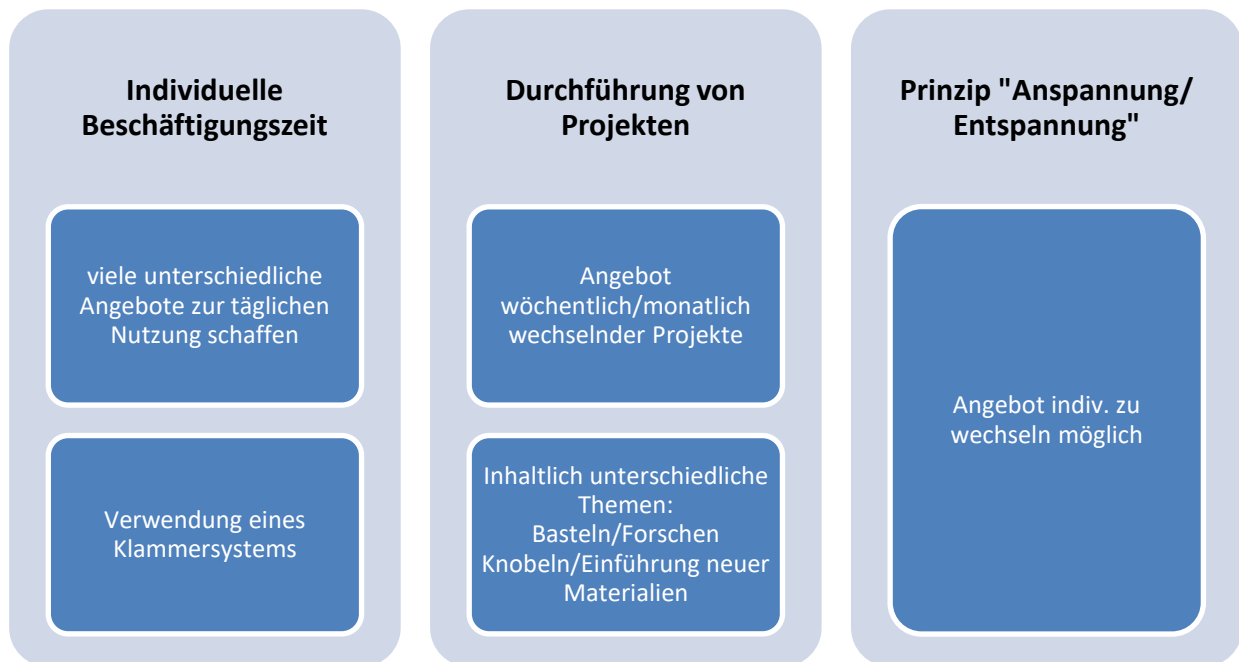 Individuelle
Beschäftigungszeit
viele unterschiedliche
Angebote zur täglichen
Nutzung schaffen
Verwendung eines
Klammersystems
Durchführung von
Projekten
Angebot
wöchentlich/monatlich
wechselnder Projekte
Inhaltlich unterschiedliche
Themen:
Basteln/Forschen
Knobeln/Einführung neuer
Materialien
Prinzip "Anspannung/
Entspannung"
Angebot indiv. zu
wechseln möglich